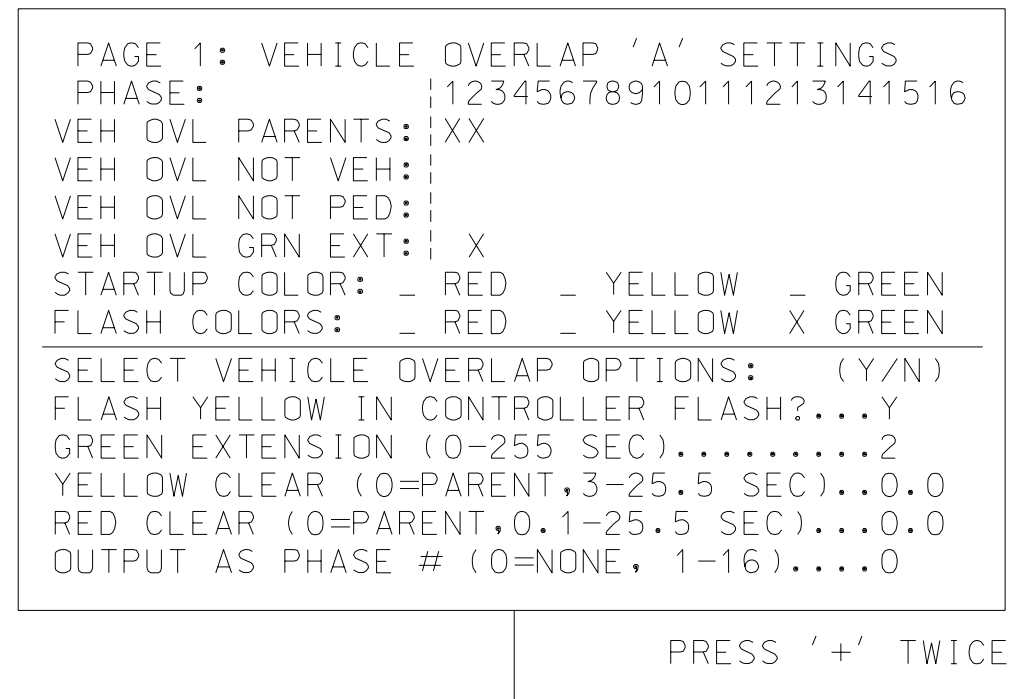 PAGE 1: VEHICLE OVERLAP 'A' SETTINGS
PHASE: ¦12345678910111213141516
VEH OVL PARENTS:¦XX
VEH OVL NOT VEH:¦
VEH OVL NOT PED:¦
VEH OVL GRN EXT:¦ X
STARTUP COLOR: _ RED _ YELLOW _ GREEN
FLASH COLORS: _ RED _ YELLOW X GREEN
SELECT VEHICLE OVERLAP OPTIONS: (Y/N)
FLASH YELLOW IN CONTROLLER FLASH?...Y
GREEN EXTENSION (0-255 SEC).........2
YELLOW CLEAR (0=PARENT,3-25.5 SEC)..0.0
RED CLEAR (0=PARENT,0.1-25.5 SEC)...0.0
OUTPUT AS PHASE # (0=NONE, 1-16)....0
PRESS '+' TWICE